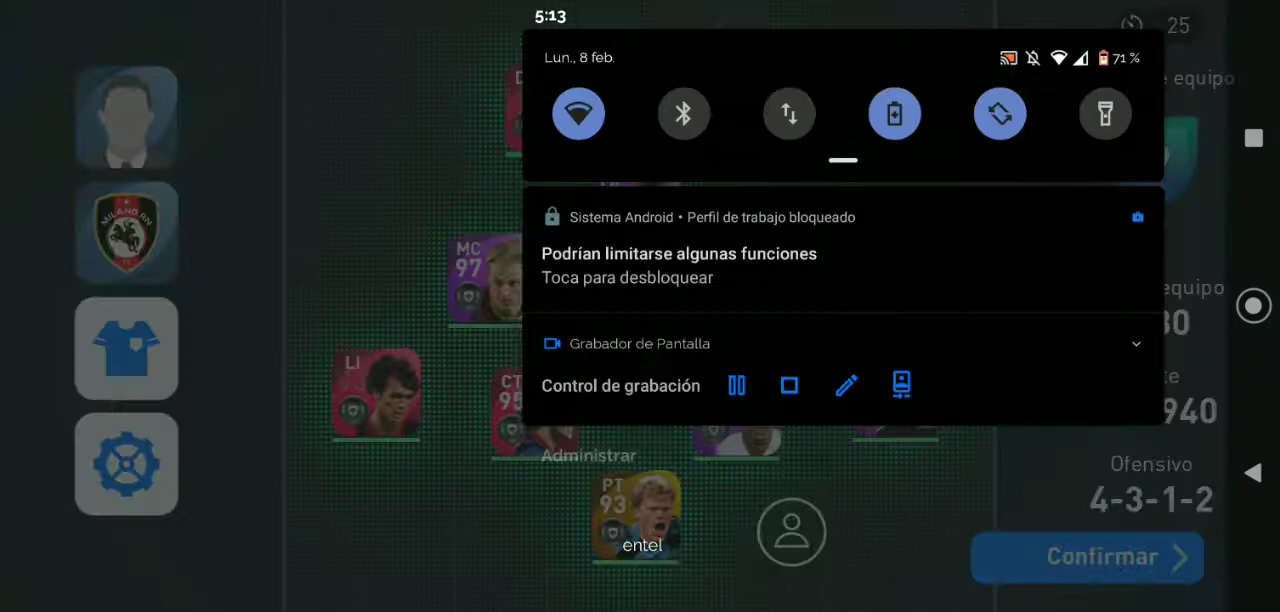 5:13
25
Lun., 8 feb.
71 %
equipo
Sistema Android • Perfil de trabajo bloqueado
MILANO RN
Podrían limitarse algunas funciones
MC
97
Toca para desbloquear
equipo
Grabador de Pantalla
LI
CT
95
Control de grabación
940
Administrar
Ofensivo
PT
93
4-3-1-2
entel
Confirmar